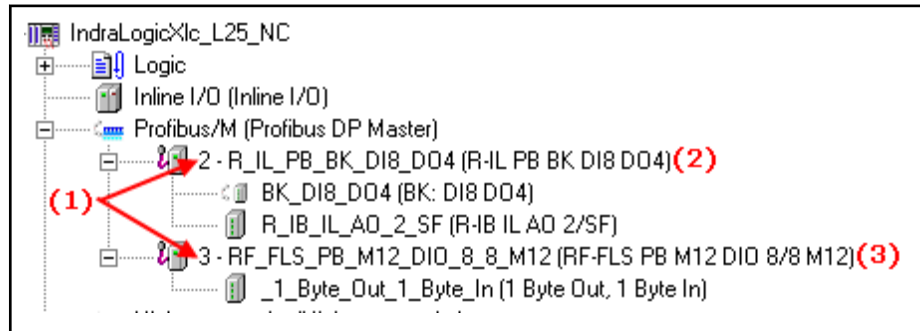 IndraLogicXlc_L25_NC
Logic
Inline I/O (Inline I/O)
Profibus/M (Profibus DP Master)
2 - R_IL_PB_BK_DI8_DO4 (R-IL PB BK DI8 DO4)(2)
(1)
BK_DI8_DO4 (BK: DI8 DO4)
R_IB_IL_AO_2_SF (R-IB IL AO 2/SF)
3 - RF_FLS_PB_M12_DIO_8_8_M12 (RF-FLS PB M12 DIO 8/8 M12)(3)
_1_Byte_Out_1_Byte_In (1 Byte Out, 1 Byte In)